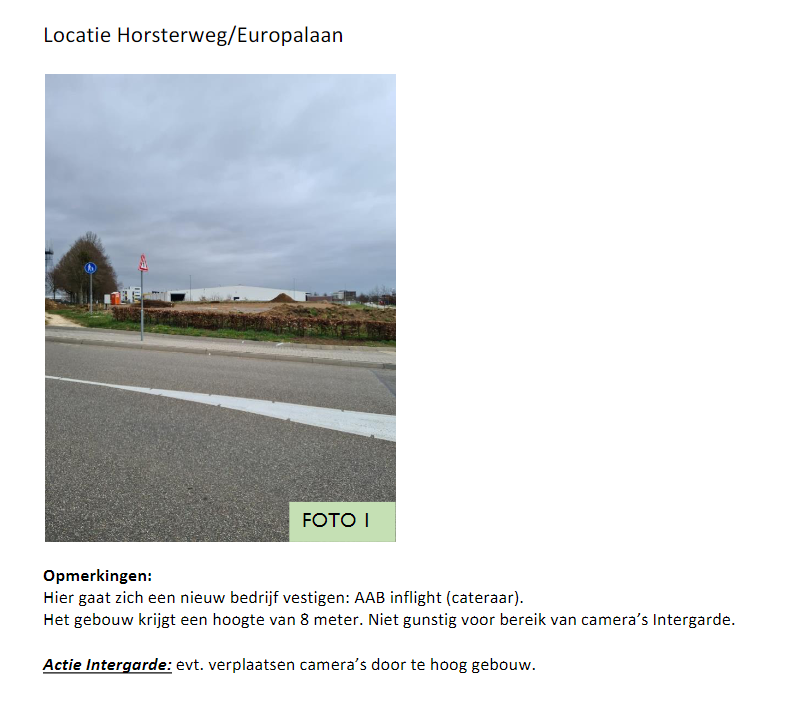 Locatie Horsterweg/Europalaan
FOTO 1
Opmerkingen:
Hier gaat zich een nieuw bedrijf vestigen: AAB inflight (cateraar).
Het gebouw krijgt een hoogte van 8 meter. Niet gunstig voor bereik van camera’s Intergarde.
Actie Intergarde: evt. verplaatsen camera’s door te hoog gebouw.